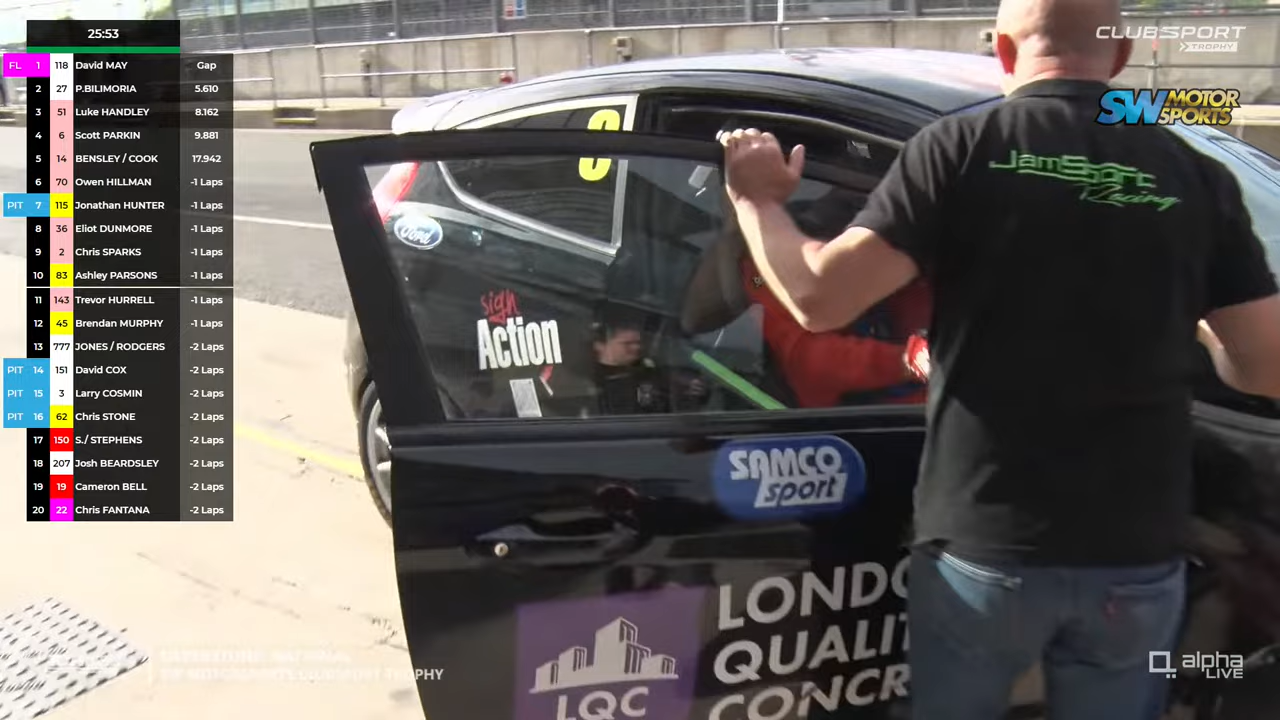 25:53
FL 1 118 David MAY Gap
2 27 P.BILIMORIA 5.610
3 51 Luke HANDLEY 8.162
4 6 Scott PARKIN 9.881
5 14 BENSLEY / COOK 17.942
6 70 Owen HILLMAN -1 Laps
PIT 7 115 Jonathan HUNTER -1 Laps
8 36 Eliot DUNMORE -1 Laps
9 2 Chris SPARKS -1 Laps
10 83 Ashley PARSONS -1 Laps
11 143 Trevor HURRELL -1 Laps
12 45 Brendan MURPHY -1 Laps
13 777 JONES / RODGERS -2 Laps
PIT 14 151 David COX -2 Laps
PIT 15 3 Larry COSMIN -2 Laps
PIT 16 62 Chris STONE -2 Laps
17 150 S./ STEPHENS -2 Laps
18 207 Josh BEARDSLEY -2 Laps
19 19 Cameron BELL -2 Laps
20 22 Chris FANTANA -2 Laps
CLUBSPORT
TROPHY
SW MOTOR
SPORTS
JamSport
Racing
Ford
Sign
Action
SAMCO
sport
LONDO
QUALIT
CONCR
LQC
SILVERSTONE NATIONAL
SW MOTORSPORTS CLUBSPORT TROPHY
alpha
LIVE